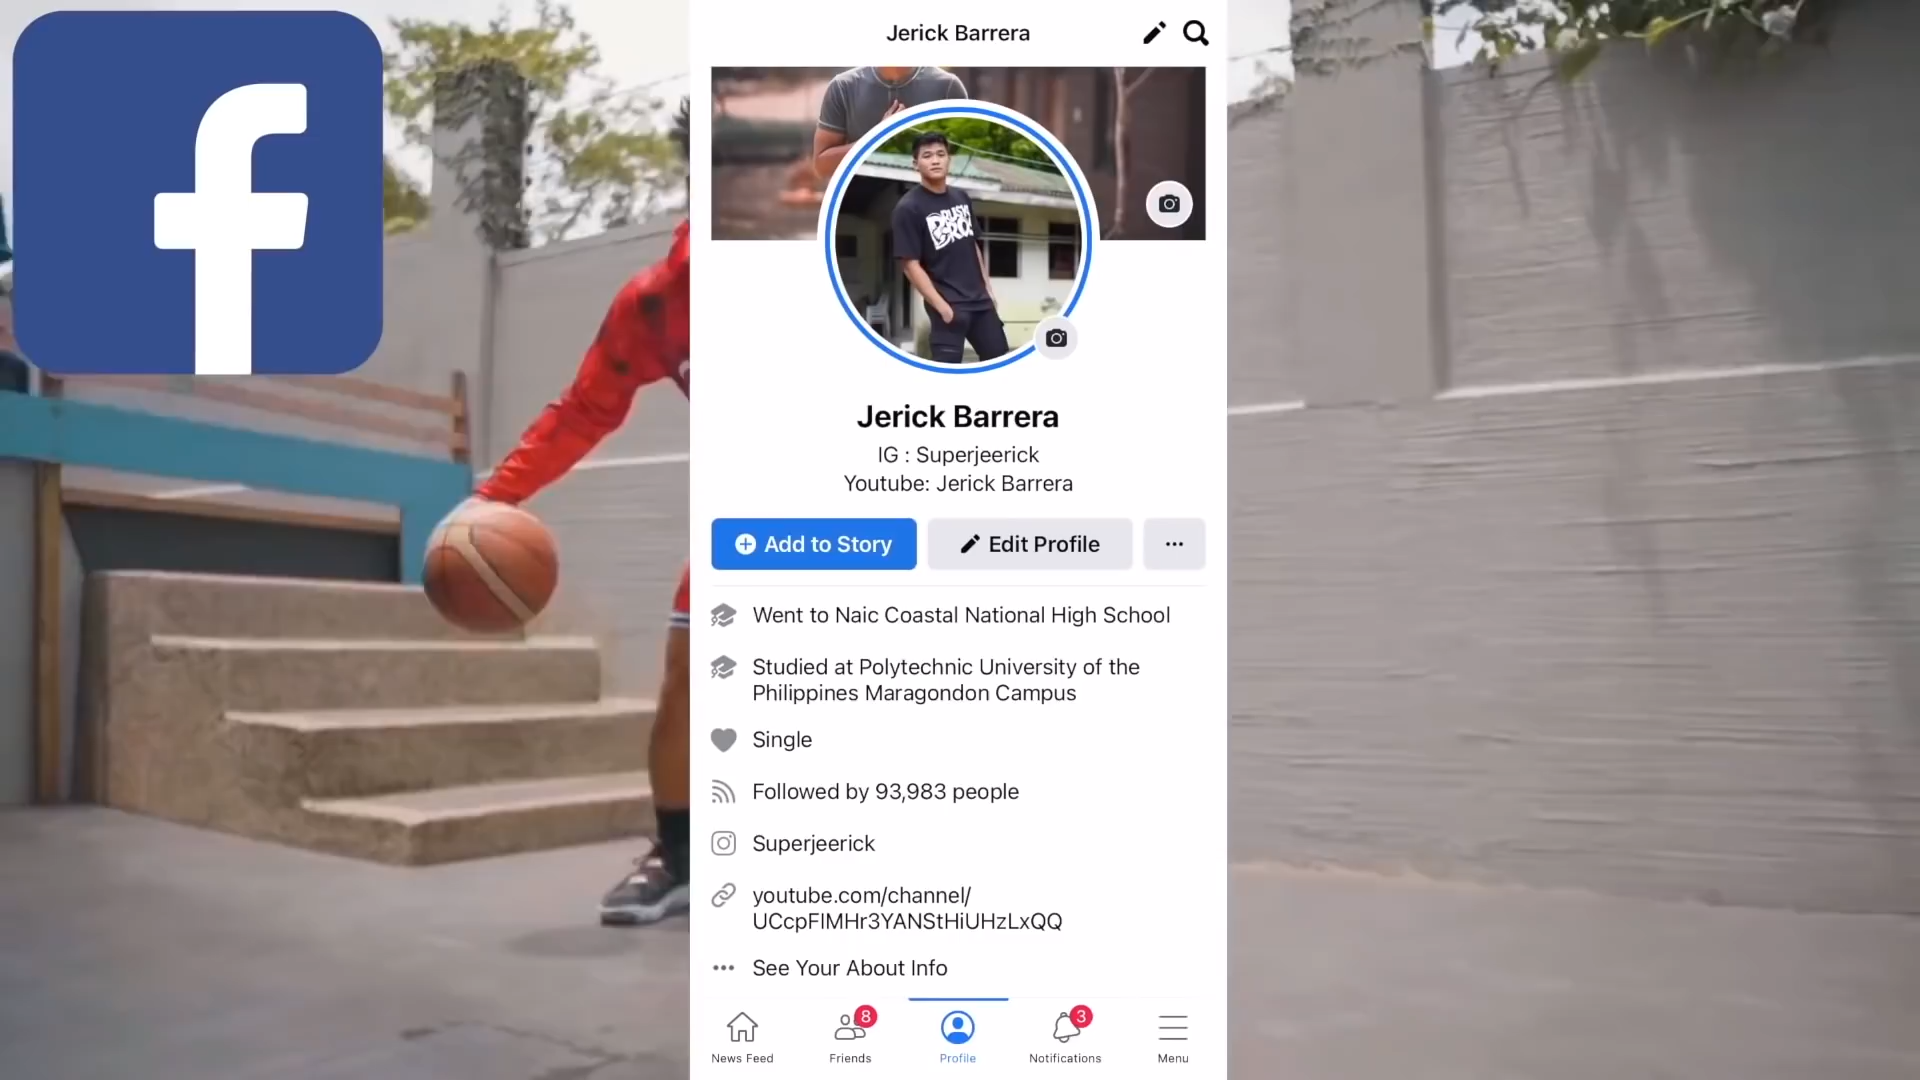 Jerick Barrera
Jerick Barrera
IG : Superjeerick
Youtube: Jerick Barrera
Add to Story
Edit Profile
Went to Naic Coastal National High School
Studied at Polytechnic University of the
Philippines Maragondon Campus
Single
Followed by 93,983 people
Superjeerick
youtube.com/channel/
UCcpFIMHr3YANStHiUHzLxQQ
See Your About Info
8
3
News Feed
Friends
Profile
Notifications
Menu